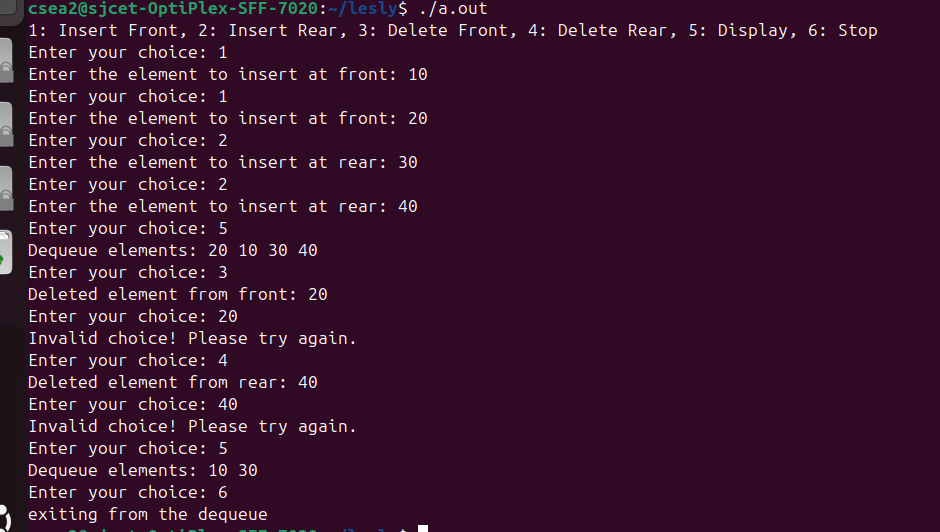 csea2@sjcet-OptiPlex-SFF-7020:~/lesly$ ./a.out
1: Insert Front, 2: Insert Rear, 3: Delete Front, 4: Delete Rear, 5: Display, 6: Stop
Enter your choice: 1
Enter the element to insert at front: 10
Enter your choice: 1
Enter the element to insert at front: 20
Enter your choice: 2
Enter the element to insert at rear: 30
Enter your choice: 2
Enter the element to insert at rear: 40
Enter your choice: 5
Dequeue elements: 20 10 30 40
Enter your choice: 3
Deleted element from front: 20
Enter your choice: 20
Invalid choice! Please try again.
Enter your choice: 4
Deleted element from rear: 40
Enter your choice: 40
Invalid choice! Please try again.
Enter your choice: 5
Dequeue elements: 10 30
Enter your choice: 6
exiting from the dequeue
csea2@sjcet-OptiPlex-SFF-7020:~/lesly$